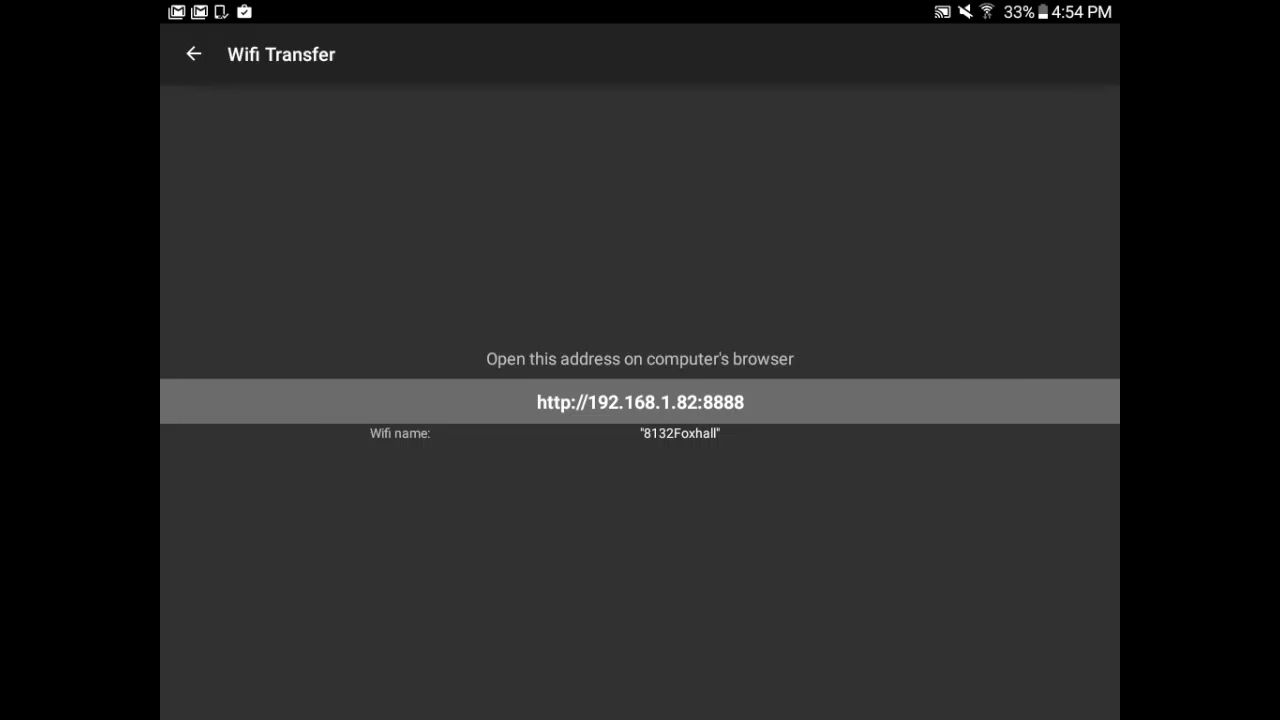 33% 4:54 PM
Wifi Transfer
Open this address on computer's browser
http://192.168.1.82:8888
Wifi name: "8132Foxhall"